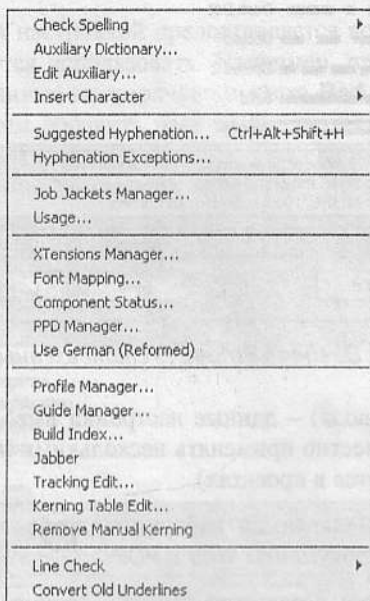 Check Spelling
Auxiliary Dictionary...
Edit Auxiliary...
Insert Character
Suggested Hyphenation... Ctrl+Alt+Shift+H
Hyphenation Exceptions...
Job Jackets Manager...
Usage...
XTensions Manager...
Font Mapping...
Component Status...
PPD Manager...
Use German (Reformed)
Profile Manager...
Guide Manager...
Build Index...
Jabber
Tracking Edit...
Kerning Table Edit...
Remove Manual Kerning
Line Check
Convert Old Underlines